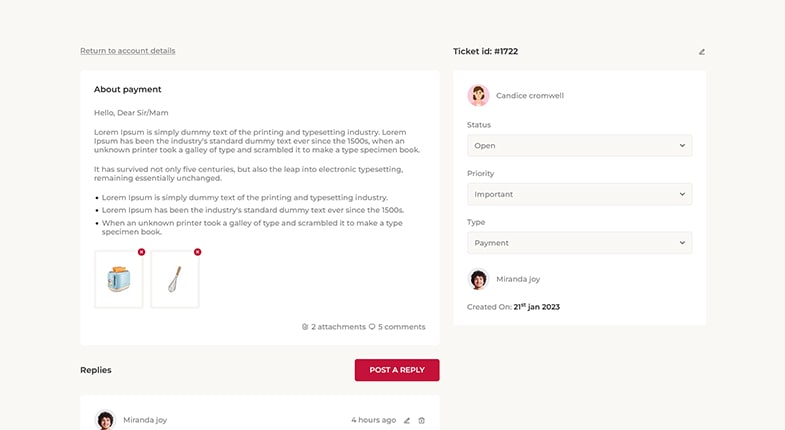 Return to account details
Ticket id: #1722
About payment
Hello, Dear Sir/Mam
Lorem Ipsum is simply dummy text of the printing and typesetting industry. Lorem
Ipsum has been the industry's standard dummy text ever since the 1500s, when an
unknown printer took a galley of type and scrambled it to make a type specimen book.
It has survived not only five centuries, but also the leap into electronic typesetting,
remaining essentially unchanged.
• Lorem Ipsum is simply dummy text of the printing and typesetting industry.
• Lorem Ipsum has been the industry's standard dummy text ever since the 1500s.
• When an unknown printer took a galley of type and scrambled it to make a type
specimen book.
2 attachments 5 comments
Candice cromwell
Status
Open
Priority
Important
Type
Payment
Miranda joy
Created On: 21st jan 2023
Replies
POST A REPLY
Miranda joy
4 hours ago